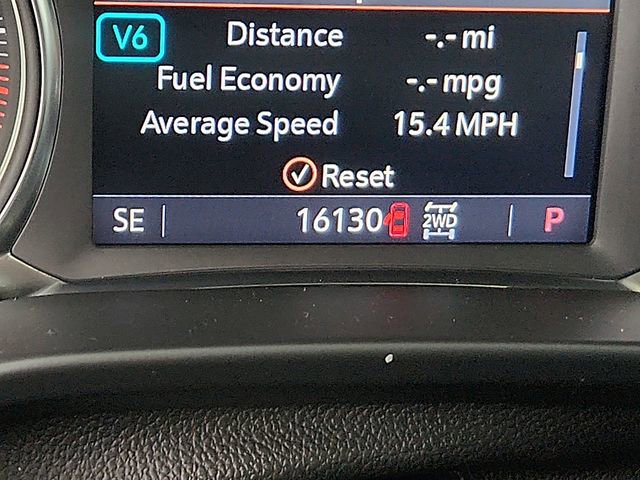 V6 Distance -.- mi
Fuel Economy -.- mpg
Average Speed 15.4 MPH
Reset
SE 16130 2WD P